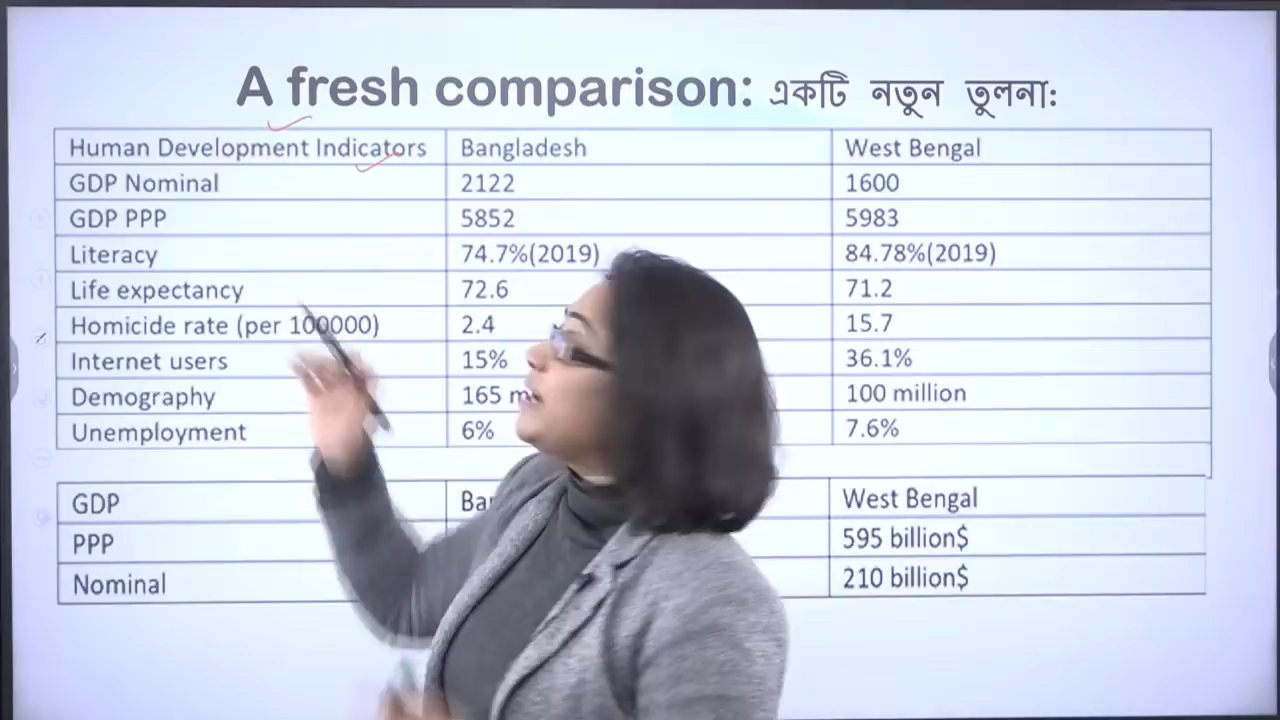 A fresh comparison: একটি নতুন তুলনা:
Human Development Indicators Bangladesh West Bengal
GDP Nominal 2122 1600
GDP PPP 5852 5983
Literacy 74.7%(2019) 84.78%(2019)
Life expectancy 72.6 71.2
Homicide rate (per 100000) 2.4 15.7
Internet users 15% 36.1%
Demography 165 100 million
Unemployment 6% 7.6%
GDP West Bengal
PPP 595 billion$
Nominal 210 billion$